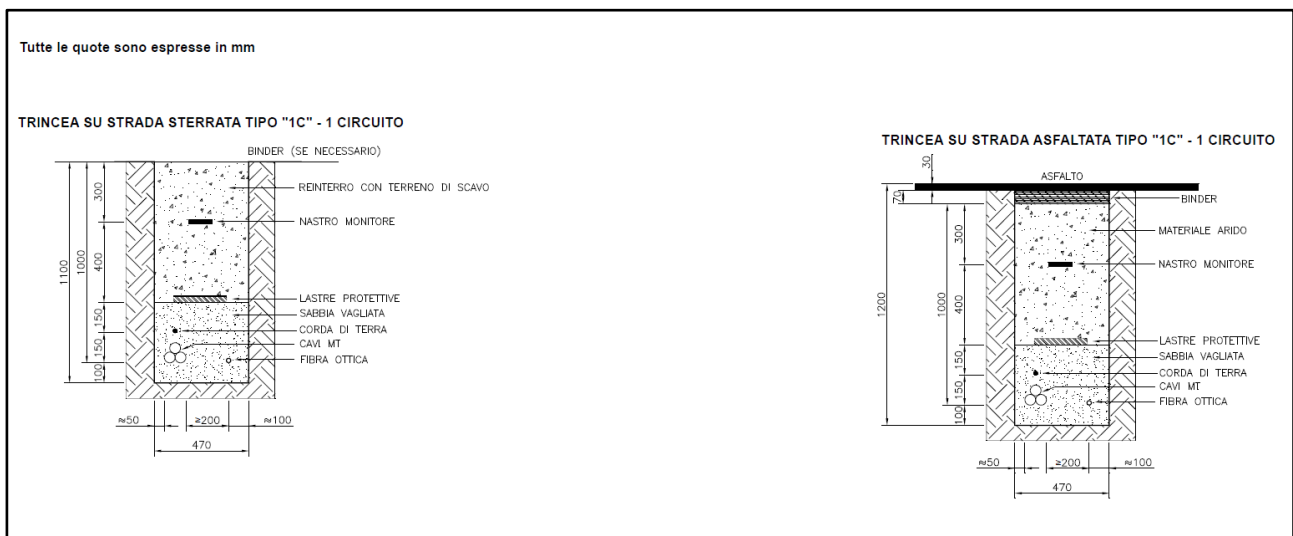 Tutte le quote sono espresse in mm
TRINCEA SU STRADA STERRATA TIPO "1C" - 1 CIRCUITO
BINDER (SE NECESSARIO)
REINTERRO CON TERRENO DI SCAVO
NASTRO MONITORE
LASTRE PROTETTIVE
SABBIA VAGLIATA
CORDA DI TERRA
CAVI MT
FIBRA OTTICA
1100
1000
300
400
150
150
100
≈50
≥200
≈100
470
TRINCEA SU STRADA ASFALTATA TIPO "1C" - 1 CIRCUITO
30
ASFALTO
70
BINDER
MATERIALE ARIDO
NASTRO MONITORE
LASTRE PROTETTIVE
SABBIA VAGLIATA
CORDA DI TERRA
CAVI MT
FIBRA OTTICA
1200
1000
300
400
150
150
100
≈50
≥200
≈100
470